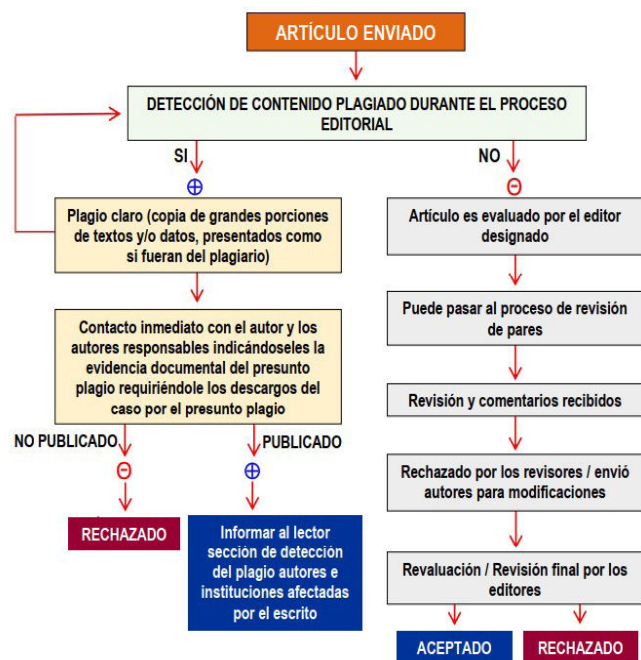 ARTÍCULO ENVIADO
DETECCIÓN DE CONTENIDO PLAGIADO DURANTE EL PROCESO
EDITORIAL
SI
NO
Plagio claro (copia de grandes porciones
de textos y/o datos, presentados como
si fueran del plagiario)
Contacto inmediato con el autor y los
autores responsables indicándoseles la
evidencia documental del presunto
plagio requiriéndole los descargos del
caso por el presunto plagio
NO PUBLICADO
PUBLICADO
RECHAZADO
Informar al lector
sección de detección
del plagio autores e
instituciones afectadas
por el escrito
Artículo es evaluado por el editor
designado
Puede pasar al proceso de revisión
de pares
Revisión y comentarios recibidos
Rechazado por los revisores / envió
autores para modificaciones
Revaluación / Revisión final por los
editores
ACEPTADO
RECHAZADO